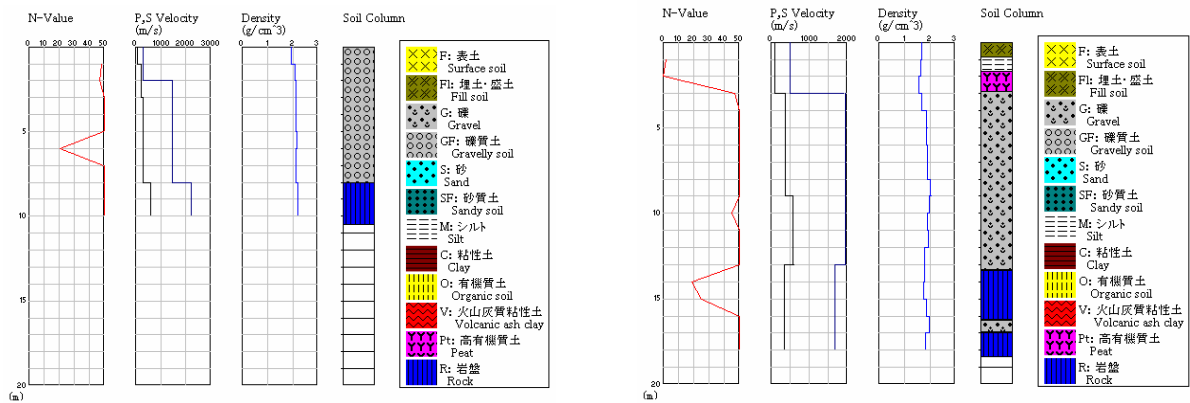 N-Value
P,S Velocity
(m/s)
Density
(g/cm^3)
Soil Column
0 10 20 30 40 50
0 1000 2000 3000
0 1 2 3
5
10
15
20
(m)
F: 表土
Surface soil
Fl: 埋土・盛土
Fill soil
G: 礫
Gravel
GF: 礫質土
Gravelly soil
S: 砂
Sand
SF: 砂質土
Sandy soil
M: シルト
Silt
C: 粘性土
Clay
O: 有機質土
Organic soil
V: 火山灰質粘性土
Volcanic ash clay
Pt: 高有機質土
Peat
R: 岩盤
Rock
N-Value
P,S Velocity
(m/s)
Density
(g/cm^3)
Soil Column
0 10 20 30 40 50
0 1000 2000
0 1 2 3
5
10
15
20
(m)
F: 表土
Surface soil
Fl: 埋土・盛土
Fill soil
G: 礫
Gravel
GF: 礫質土
Gravelly soil
S: 砂
Sand
SF: 砂質土
Sandy soil
M: シルト
Silt
C: 粘性土
Clay
O: 有機質土
Organic soil
V: 火山灰質粘性土
Volcanic ash clay
Pt: 高有機質土
Peat
R: 岩盤
Rock